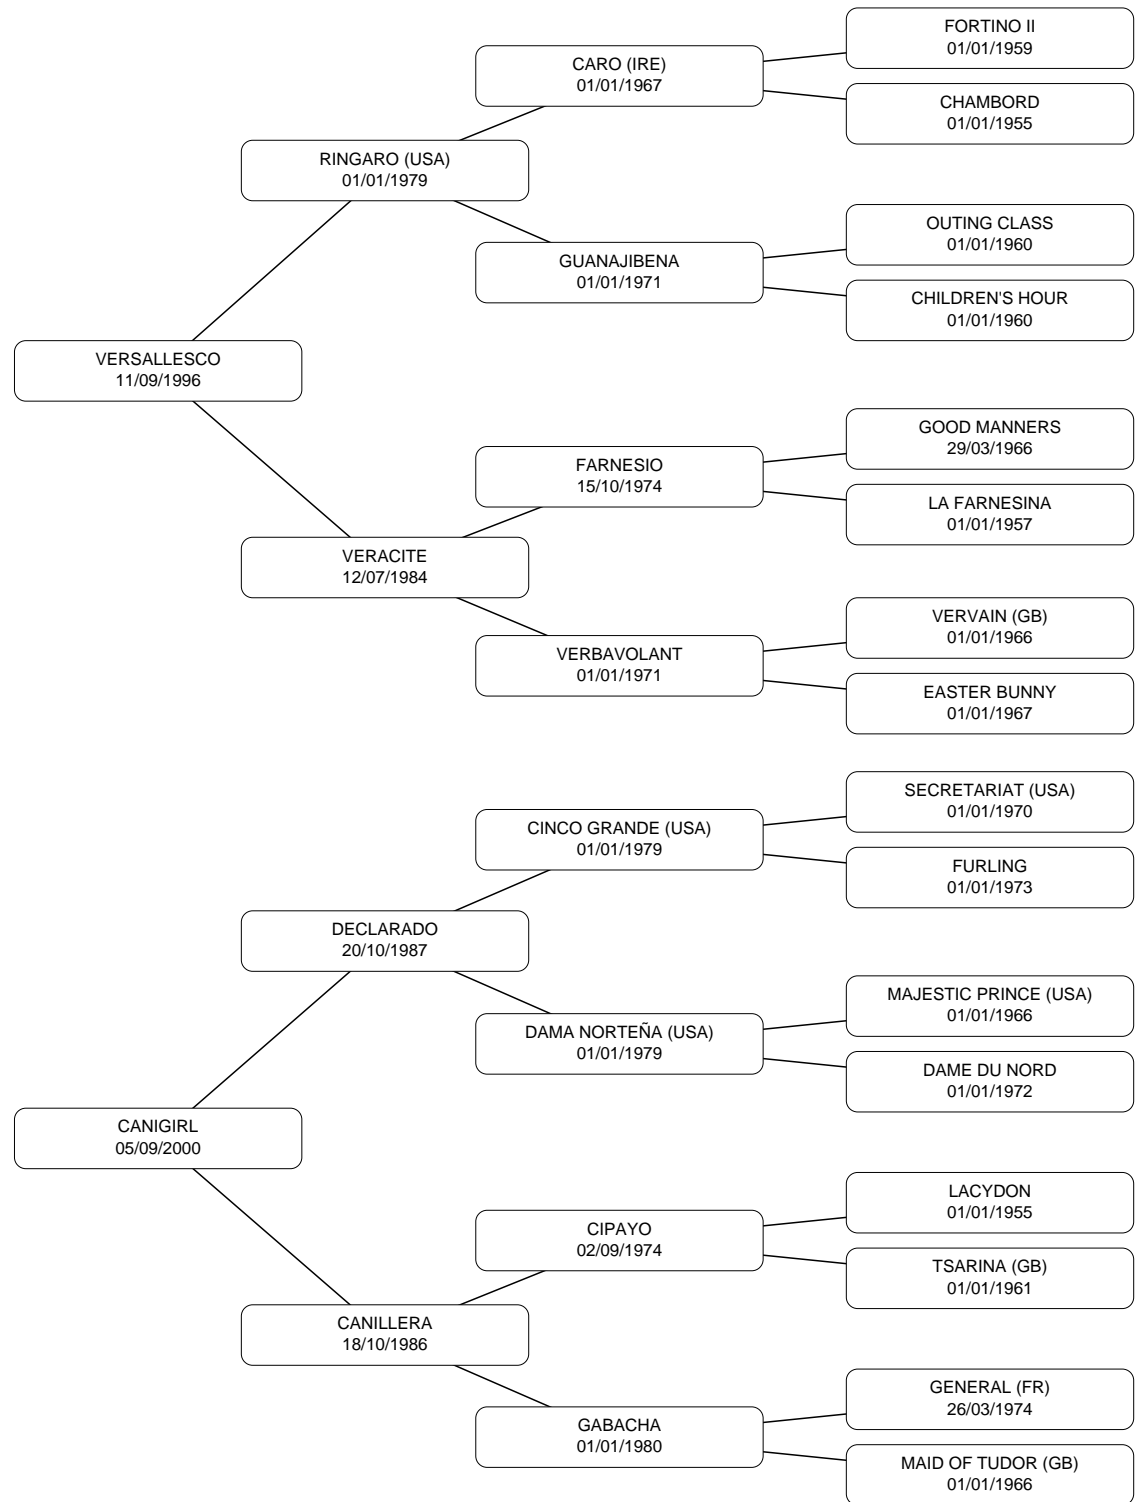 FORTINO II
01/01/1959
CARO (IRE)
01/01/1967
CHAMBORD
01/01/1955
RINGARO (USA)
01/01/1979
OUTING CLASS
01/01/1960
GUANAJIBENA
01/01/1971
CHILDREN'S HOUR
01/01/1960
VERSALLESCO
11/09/1996
GOOD MANNERS
29/03/1966
FARNESIO
15/10/1974
LA FARNESINA
01/01/1957
VERACITE
12/07/1984
VERVAIN (GB)
01/01/1966
VERBAVOLANT
01/01/1971
EASTER BUNNY
01/01/1967
SECRETARIAT (USA)
01/01/1970
CINCO GRANDE (USA)
01/01/1979
FURLING
01/01/1973
DECLARADO
20/10/1987
MAJESTIC PRINCE (USA)
01/01/1966
DAMA NORTEÑA (USA)
01/01/1979
DAME DU NORD
01/01/1972
CANIGIRL
05/09/2000
LACYDON
01/01/1955
CIPAYO
02/09/1974
TSARINA (GB)
01/01/1961
CANILLERA
18/10/1986
GENERAL (FR)
26/03/1974
GABACHA
01/01/1980
MAID OF TUDOR (GB)
01/01/1966